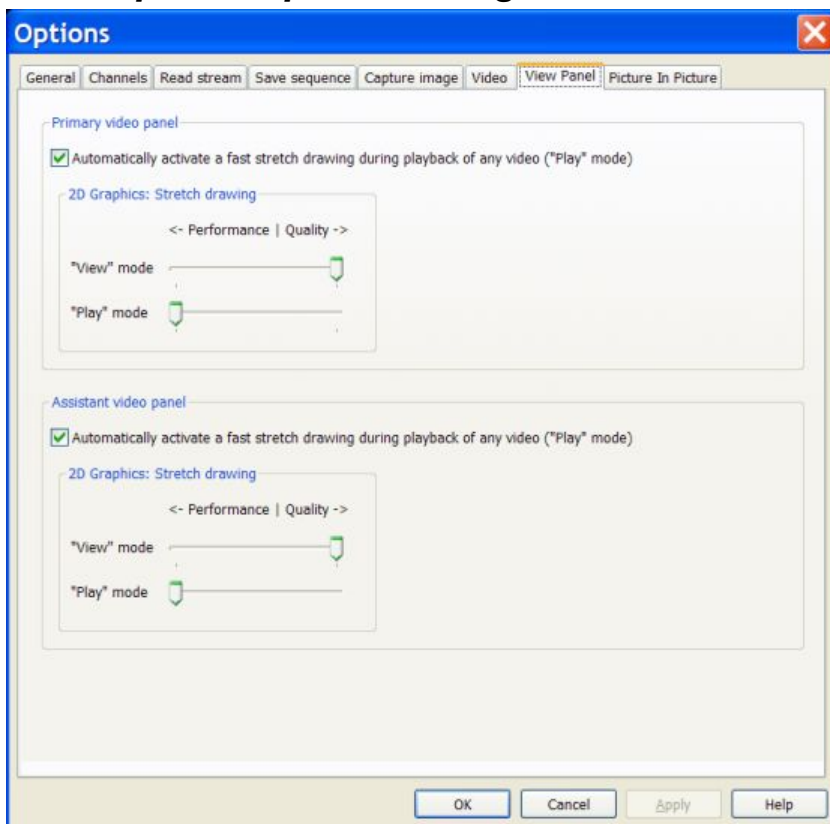 Options
General Channels Read stream Save sequence Capture image Video View Panel Picture In Picture
Primary video panel
Automatically activate a fast stretch drawing during playback of any video ("Play" mode)
2D Graphics: Stretch drawing
<- Performance | Quality ->
"View" mode
"Play" mode
Assistant video panel
Automatically activate a fast stretch drawing during playback of any video ("Play" mode)
2D Graphics: Stretch drawing
<- Performance | Quality ->
"View" mode
"Play" mode
OK Cancel Apply Help